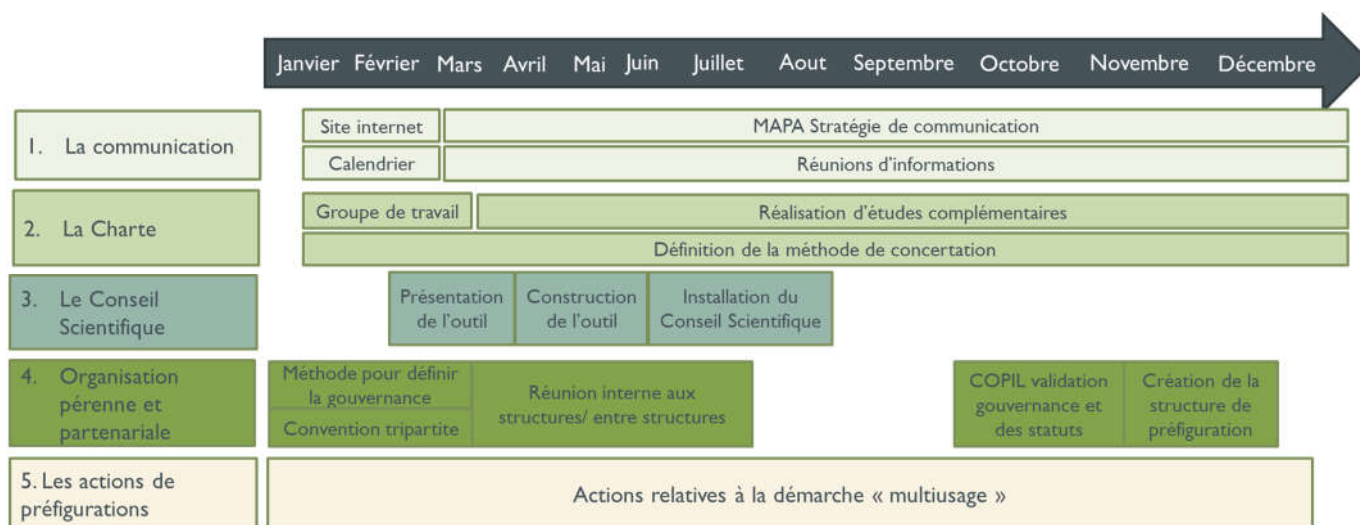 Janvier Février Mars Avril Mai Juin Juillet Aout Septembre Octobre Novembre Décembre
1. La communication
Site internet
MAPA Stratégie de communication
Calendrier
Réunions d'informations
2. La Charte
Groupe de travail
Réalisation d'études complémentaires
Définition de la méthode de concertation
3. Le Conseil
Scientifique
Présentation
de l'outil
Construction
de l'outil
Installation du
Conseil Scientifique
4. Organisation
pérenne et
partenariale
Méthode pour définir
la gouvernance
Convention tripartite
Réunion interne aux
structures/ entre structures
COPIL validation
gouvernance et
des statuts
Création de la
structure de
préfiguration
5. Les actions de
préfigurations
Actions relatives à la démarche « multiusage »